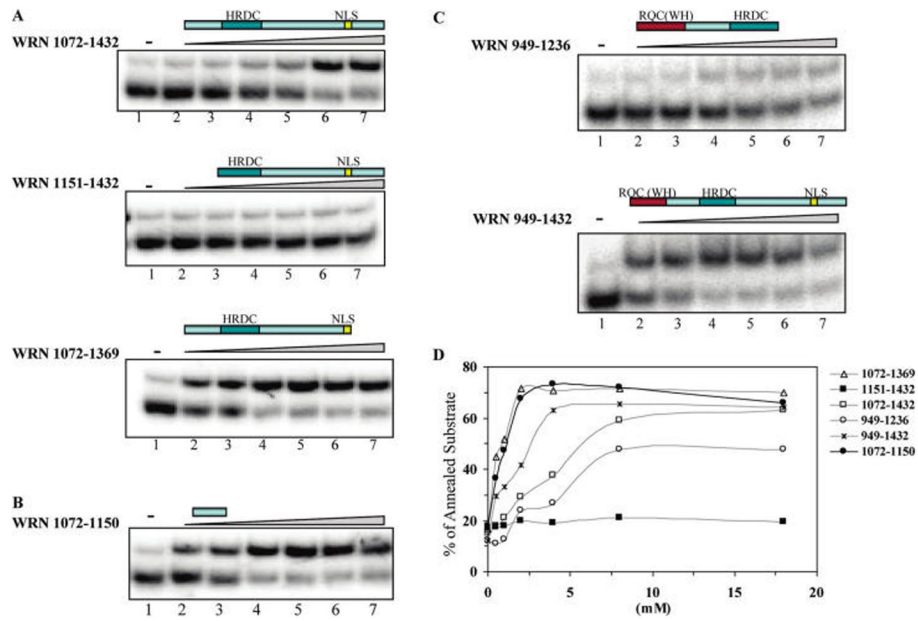 A
HRDC NLS
WRN 1072-1432
-
1 2 3 4 5 6 7
HRDC NLS
WRN 1151-1432
-
1 2 3 4 5 6 7
HRDC NLS
WRN 1072-1369
-
1 2 3 4 5 6 7
B
WRN 1072-1150
-
1 2 3 4 5 6 7
C
RQC(WH) HRDC
WRN 949-1236
-
1 2 3 4 5 6 7
RQC (WH) HRDC NLS
WRN 949-1432
-
1 2 3 4 5 6 7
D
% of Annealed Substrate
80
60
40
20
0
0 5 10 15 20
(mM)
1072-1369
1151-1432
1072-1432
949-1236
949-1432
1072-1150